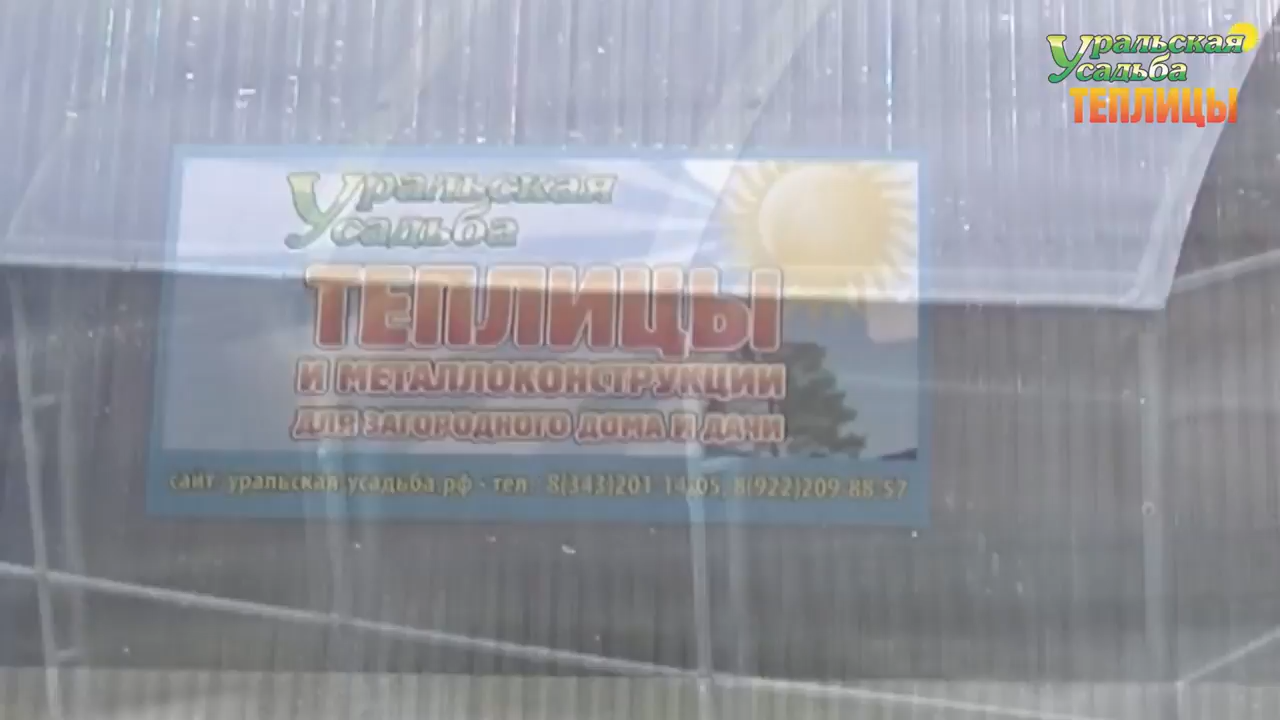 Уральская
Усадьба
ТЕПЛИЦЫ
Уральская
Усадьба
ТЕПЛИЦЫ
И МЕТАЛЛОКОНСТРУКЦИИ
ДЛЯ ЗАГОРОДНОГО ДОМА И ДАЧИ
сайт: уральская-усадьба.рф - тел.: 8(343)201-14-05, 8(922)209-88-57